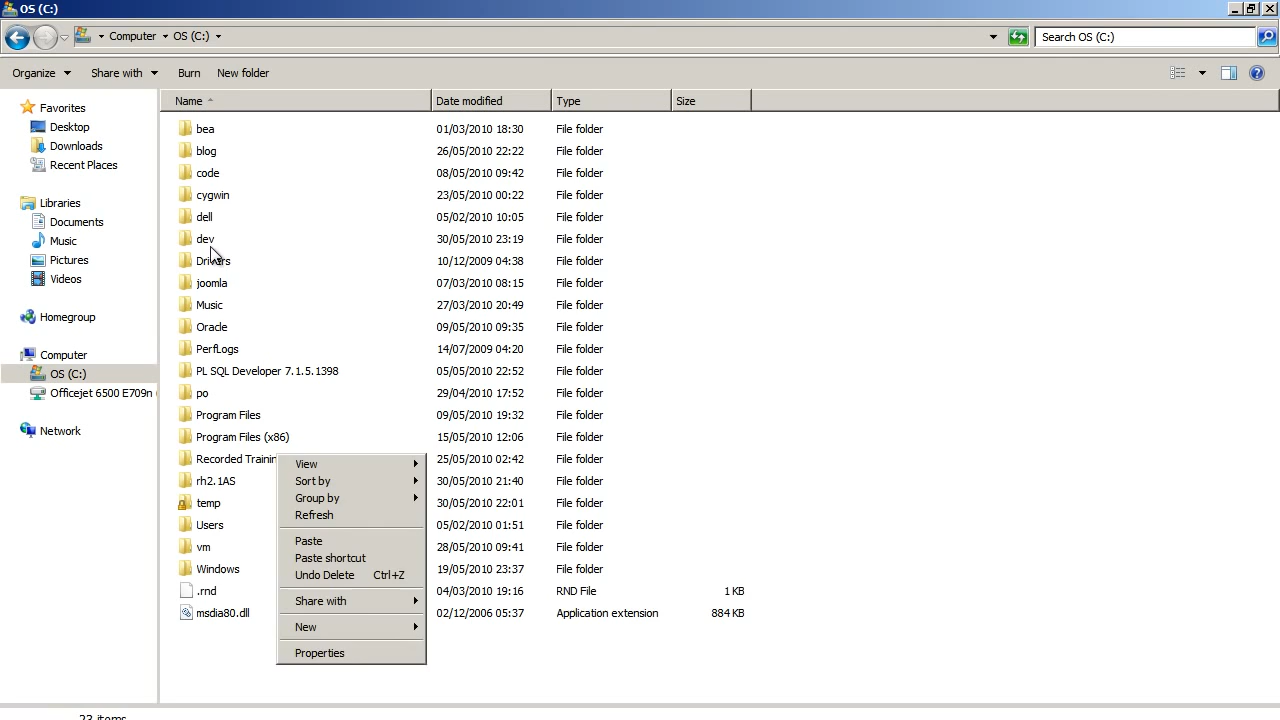 OS (C:)
Computer OS (C:)
Search OS (C:)
Organize Share with Burn New folder
Name Date modified Type Size
Favorites
Desktop
Downloads
Recent Places
Libraries
Documents
Music
Pictures
Videos
Homegroup
Computer
OS (C:)
Officejet 6500 E709n (
Network
bea 01/03/2010 18:30 File folder
blog 26/05/2010 22:22 File folder
code 08/05/2010 09:42 File folder
cygwin 23/05/2010 00:22 File folder
dell 05/02/2010 10:05 File folder
dev 30/05/2010 23:19 File folder
Drivers 10/12/2009 04:38 File folder
joomla 07/03/2010 08:15 File folder
Music 27/03/2010 20:49 File folder
Oracle 09/05/2010 09:35 File folder
PerfLogs 14/07/2009 04:20 File folder
PL SQL Developer 7.1.5.1398 05/05/2010 22:52 File folder
po 29/04/2010 17:52 File folder
Program Files 09/05/2010 19:32 File folder
Program Files (x86) 15/05/2010 12:06 File folder
Recorded Trainin 25/05/2010 02:42 File folder
rh2.1AS 30/05/2010 21:40 File folder
temp 30/05/2010 22:01 File folder
Users 05/02/2010 01:51 File folder
vm 28/05/2010 09:41 File folder
Windows 19/05/2010 23:37 File folder
.rnd 04/03/2010 19:16 RND File 1 KB
msdia80.dll 02/12/2006 05:37 Application extension 884 KB
View
Sort by
Group by
Refresh
Paste
Paste shortcut
Undo Delete Ctrl+Z
Share with
New
Properties
23 items